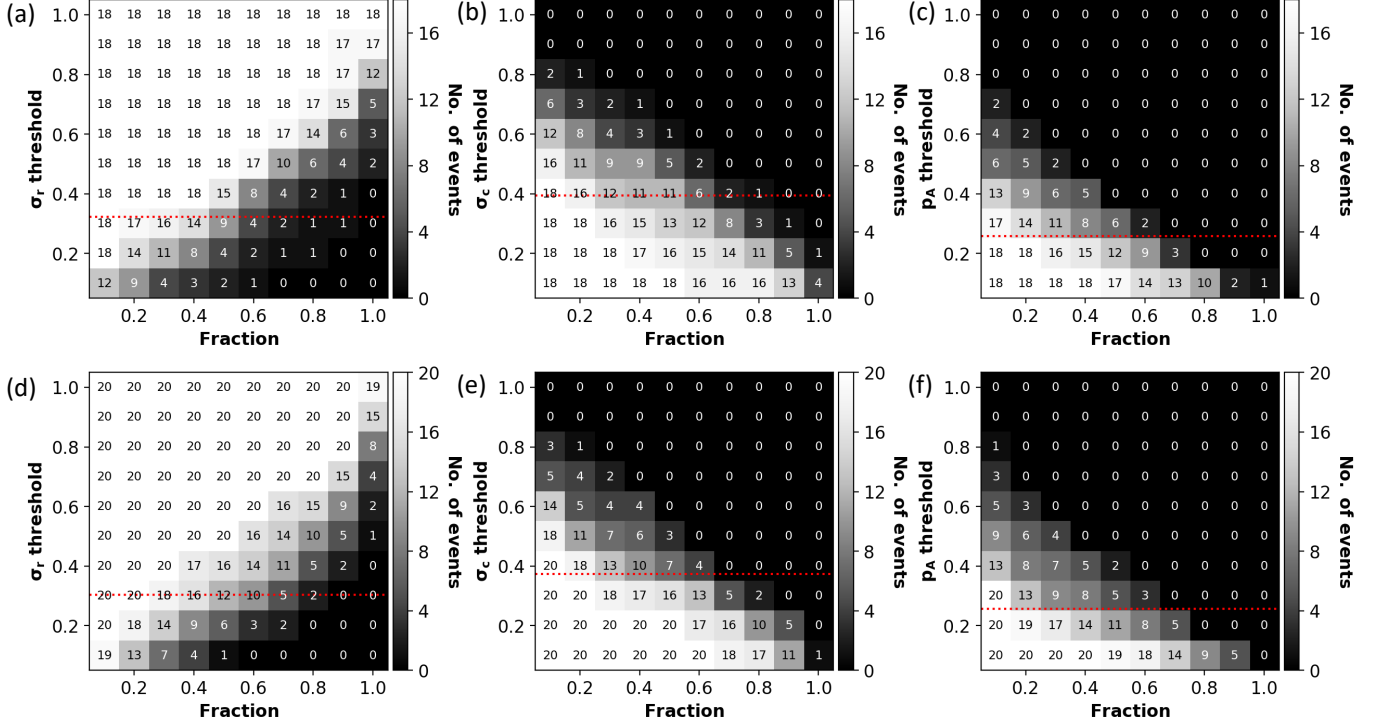 (a)
σr threshold
1.0 18 18 18 18 18 18 18 18 18 18
18 18 18 18 18 18 18 18 17 17
0.8 18 18 18 18 18 18 18 18 17 12
18 18 18 18 18 18 18 17 15 5
0.6 18 18 18 18 18 18 17 14 6 3
18 18 18 18 18 17 10 6 4 2
0.4 18 18 18 18 15 8 4 2 1 0
18 17 16 14 9 4 2 1 1 0
0.2 18 14 11 8 4 2 1 1 0 0
12 9 4 3 2 1 0 0 0 0
0.2 0.4 0.6 0.8 1.0
Fraction
16
12
8
4
0
No. of events
(b)
σc threshold
1.0 0 0 0 0 0 0 0 0 0 0
0 0 0 0 0 0 0 0 0 0
0.8 2 1 0 0 0 0 0 0 0 0
6 3 2 1 0 0 0 0 0 0
0.6 12 8 4 3 1 0 0 0 0 0
16 11 9 9 5 2 0 0 0 0
0.4 18 16 12 11 11 6 2 1 0 0
18 18 16 15 13 12 8 3 1 0
0.2 18 18 18 17 16 15 14 11 5 1
18 18 18 18 18 16 16 16 13 4
0.2 0.4 0.6 0.8 1.0
Fraction
16
12
8
4
0
No. of events
(c)
pA threshold
1.0 0 0 0 0 0 0 0 0 0 0
0 0 0 0 0 0 0 0 0 0
0.8 0 0 0 0 0 0 0 0 0 0
2 0 0 0 0 0 0 0 0 0
0.6 4 2 0 0 0 0 0 0 0 0
6 5 2 0 0 0 0 0 0 0
0.4 13 9 6 5 0 0 0 0 0 0
17 14 11 8 6 2 0 0 0 0
0.2 18 18 16 15 12 9 3 0 0 0
18 18 18 18 17 14 13 10 2 1
0.2 0.4 0.6 0.8 1.0
Fraction
16
12
8
4
0
No. of events
(d)
σr threshold
1.0 20 20 20 20 20 20 20 20 20 19
20 20 20 20 20 20 20 20 20 15
0.8 20 20 20 20 20 20 20 20 20 8
20 20 20 20 20 20 20 20 15 4
0.6 20 20 20 20 20 20 16 15 9 2
20 20 20 20 20 16 14 10 5 1
0.4 20 20 20 17 16 14 11 5 2 0
20 20 18 16 12 10 5 2 0 0
0.2 20 18 14 9 6 3 2 0 0 0
19 13 7 4 1 0 0 0 0 0
0.2 0.4 0.6 0.8 1.0
Fraction
20
16
12
8
4
0
No. of events
(e)
σc threshold
1.0 0 0 0 0 0 0 0 0 0 0
0 0 0 0 0 0 0 0 0 0
0.8 3 1 0 0 0 0 0 0 0 0
5 4 2 0 0 0 0 0 0 0
0.6 14 5 4 4 0 0 0 0 0 0
18 11 7 6 3 0 0 0 0 0
0.4 20 18 13 10 7 4 0 0 0 0
20 20 18 17 16 13 5 2 0 0
0.2 20 20 20 20 20 17 16 10 5 0
20 20 20 20 20 20 18 17 11 1
0.2 0.4 0.6 0.8 1.0
Fraction
20
16
12
8
4
0
No. of events
(f)
pA threshold
1.0 0 0 0 0 0 0 0 0 0 0
0 0 0 0 0 0 0 0 0 0
0.8 1 0 0 0 0 0 0 0 0 0
3 0 0 0 0 0 0 0 0 0
0.6 5 3 0 0 0 0 0 0 0 0
9 6 4 0 0 0 0 0 0 0
0.4 13 8 7 5 2 0 0 0 0 0
20 13 9 8 5 3 0 0 0 0
0.2 20 19 17 14 11 8 5 0 0 0
20 20 20 20 19 18 14 9 5 0
0.2 0.4 0.6 0.8 1.0
Fraction
20
16
12
8
4
0
No. of events